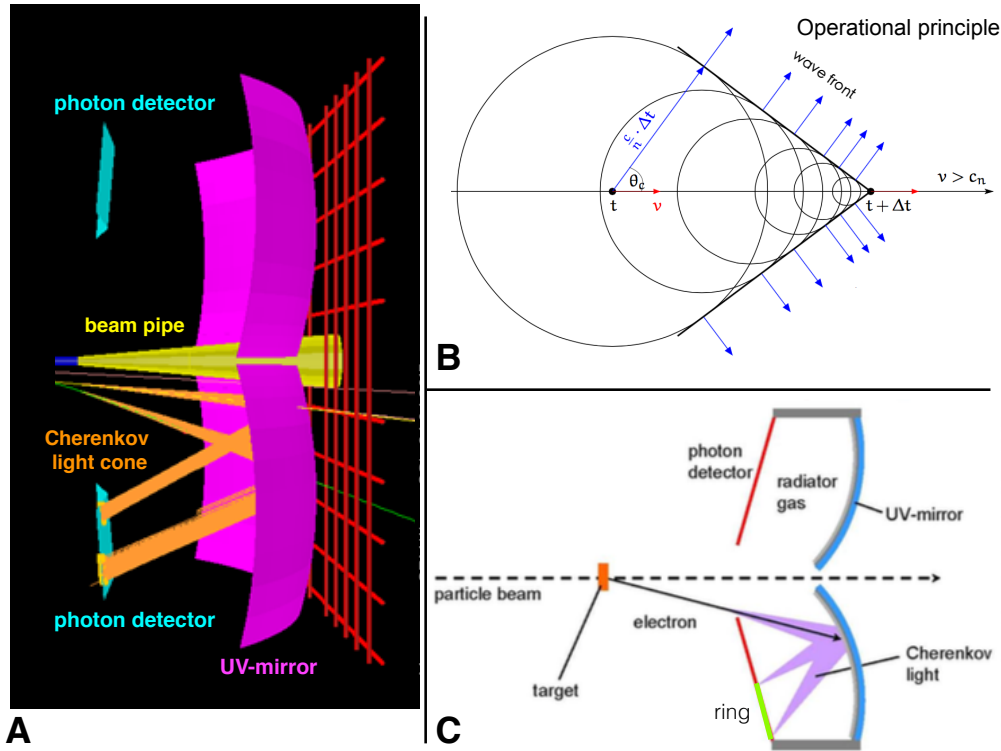 photon detector
beam pipe
Cherenkov
light cone
photon detector
UV-mirror
A
Operational principle
wave front
c/n · Δt
θc
t
v
t + Δt
v > cn
B
photon
detector
radiator
gas
UV-mirror
particle beam
electron
target
Cherenkov
light
ring
C